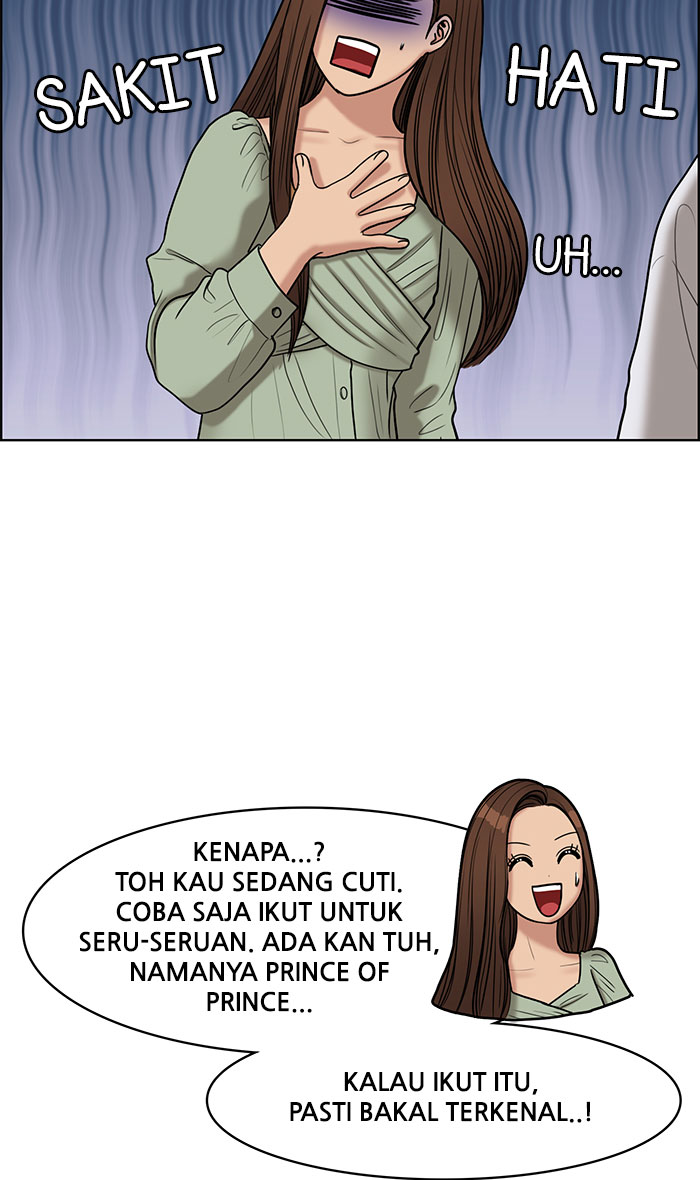 SAKIT HATI
UH...
KENAPA...?
TOH KAU SEDANG CUTI.
COBA SAJA IKUT UNTUK
SERU-SERUAN. ADA KAN TUH,
NAMANYA PRINCE OF
PRINCE...
KALAU IKUT ITU,
PASTI BAKAL TERKENAL..!